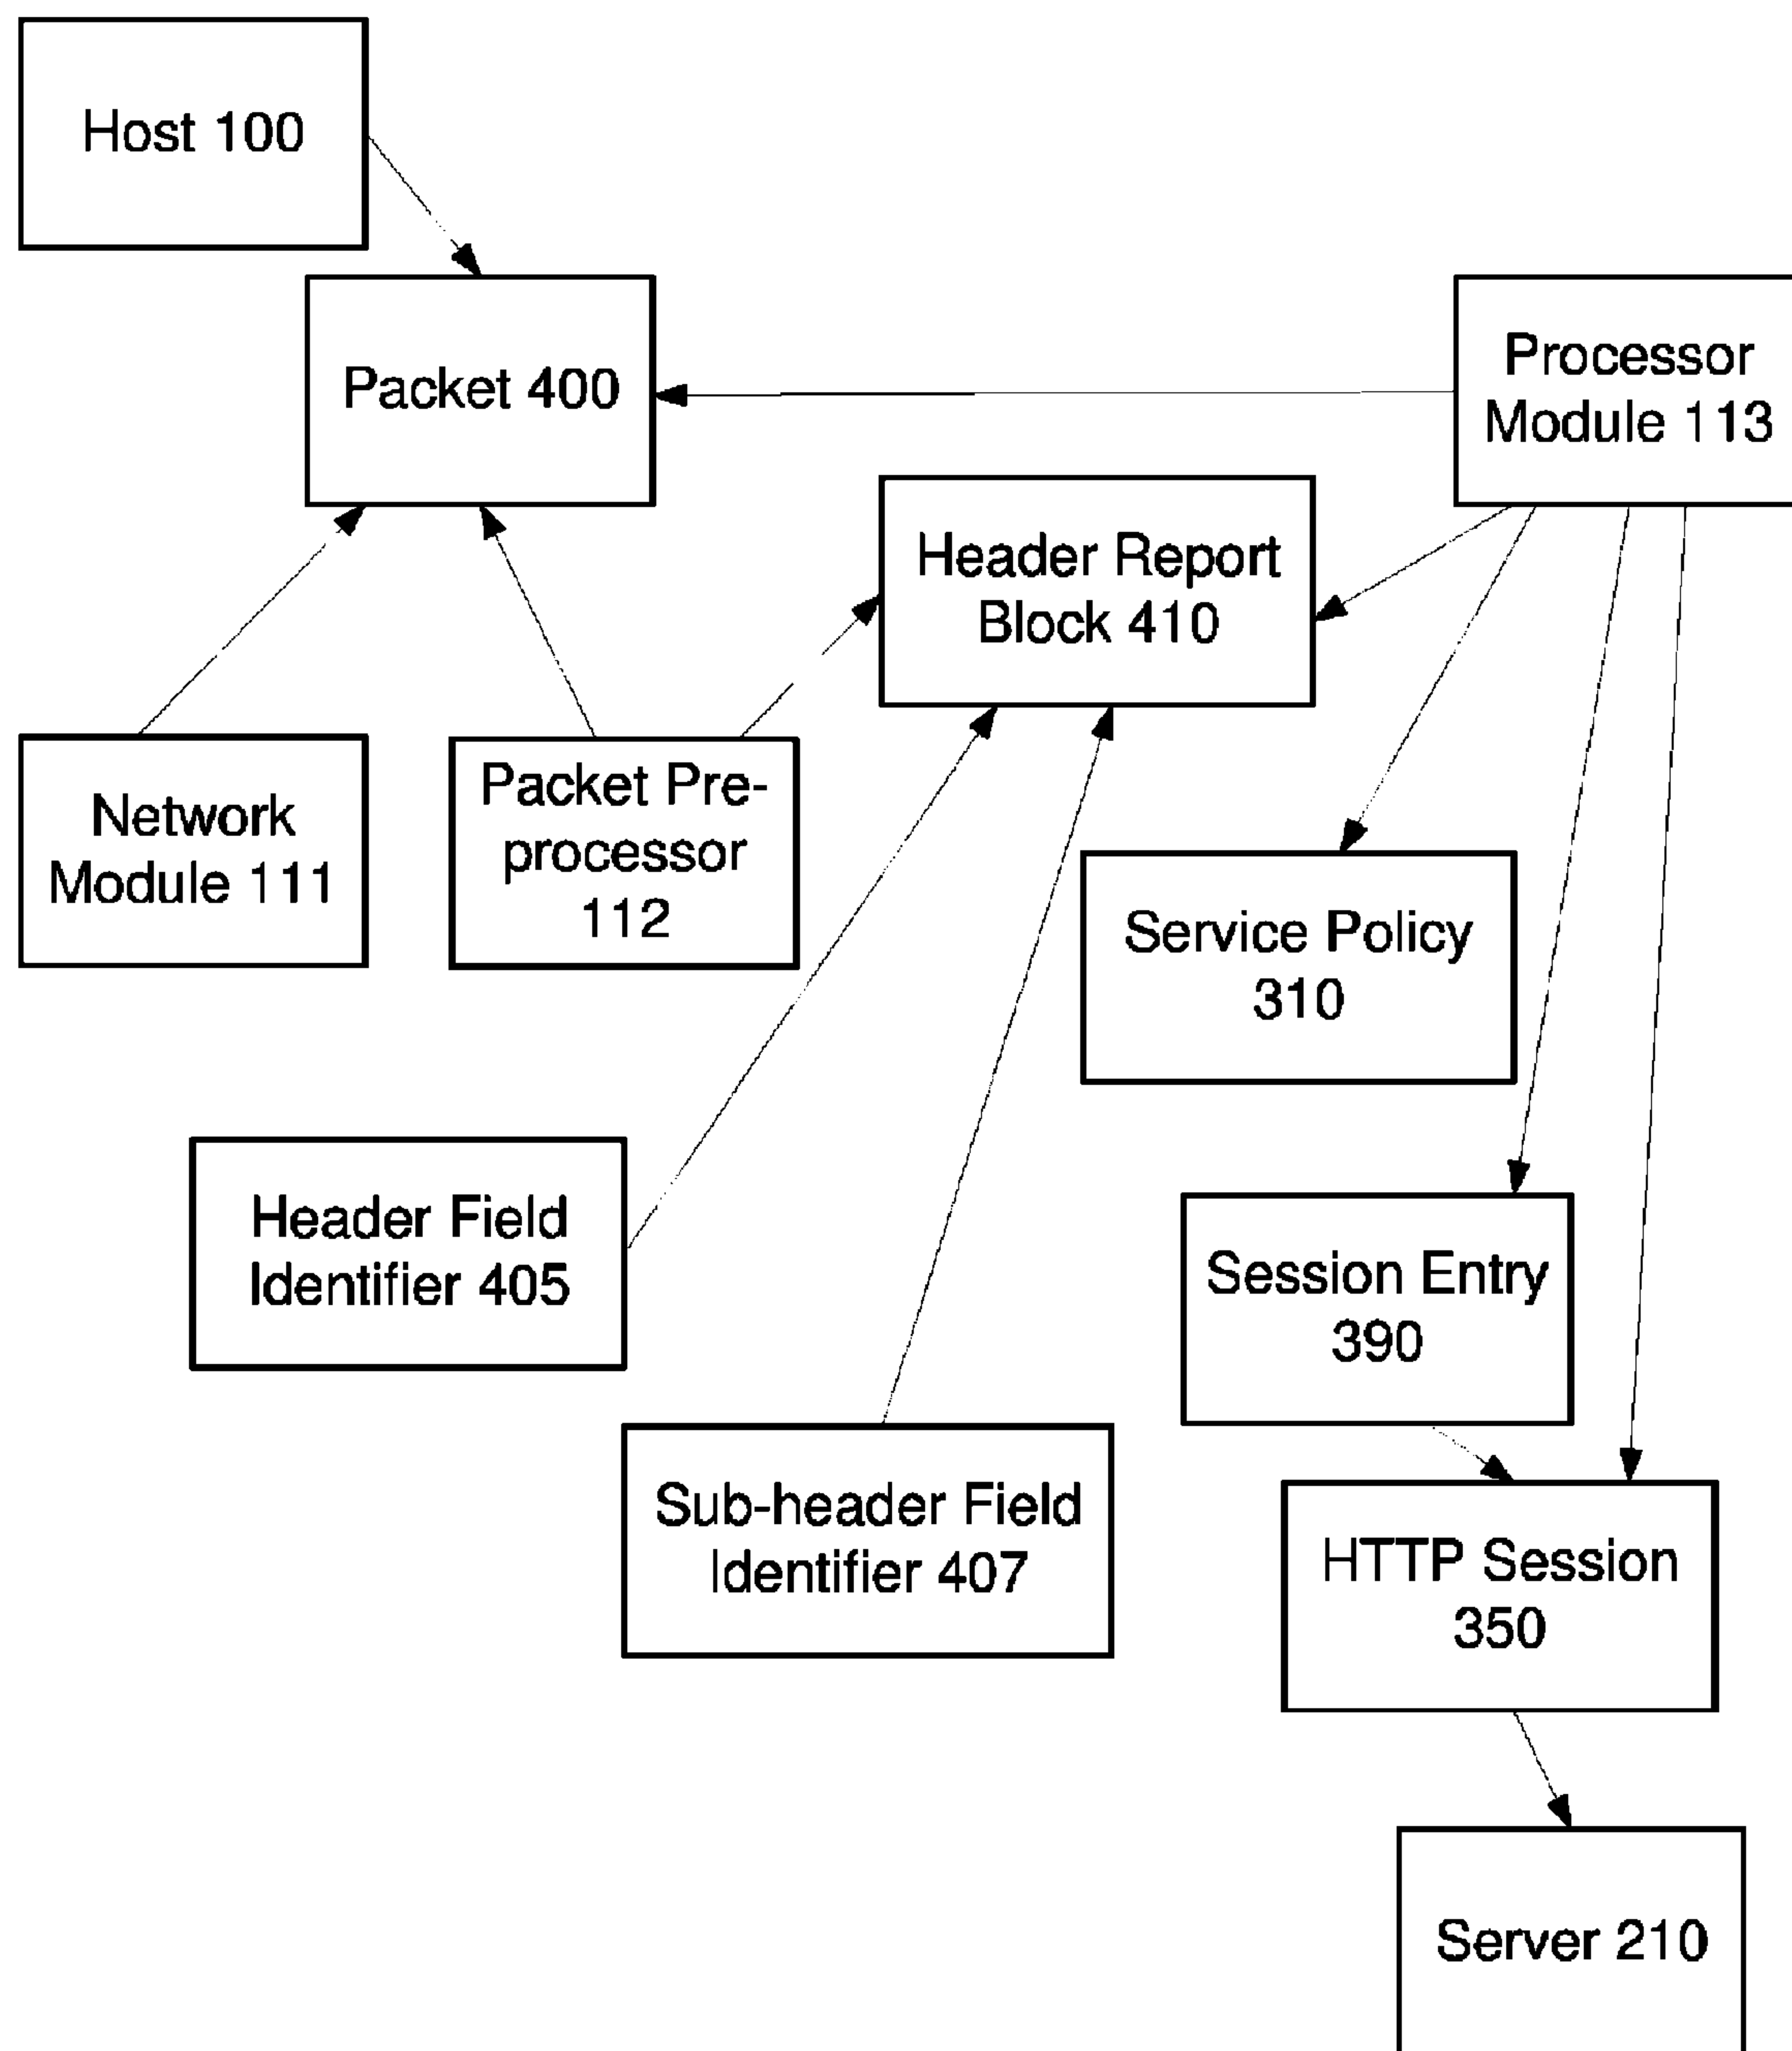 Host 100
Packet 400
Processor
Module 113
Header Report
Block 410
Network
Module 111
Packet Pre-
processor
112
Service Policy
310
Header Field
Identifier 405
Session Entry
390
Sub-header Field
Identifier 407
HTTP Session
350
Server 210